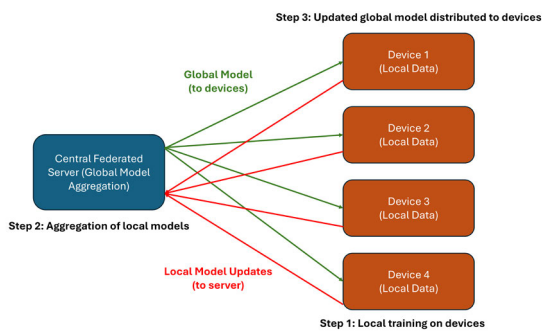 Step 3: Updated global model distributed to devices
Device 1
(Local Data)
Global Model
(to devices)
Device 2
(Local Data)
Central Federated
Server (Global Model
Aggregation)
Device 3
(Local Data)
Step 2: Aggregation of local models
Local Model Updates
(to server)
Device 4
(Local Data)
Step 1: Local training on devices